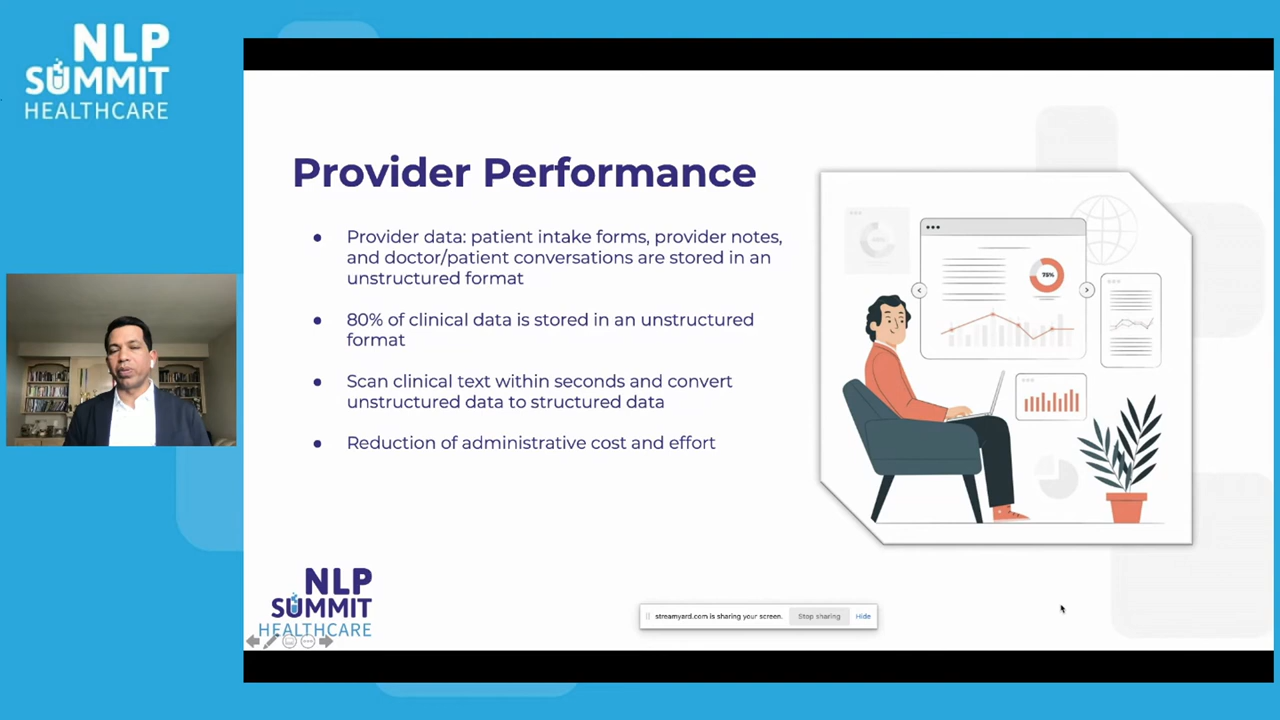 NLP
SUMMIT
HEALTHCARE
Provider Performance
● Provider data: patient intake forms, provider notes,
and doctor/patient conversations are stored in an
unstructured format
● 80% of clinical data is stored in an unstructured
format
● Scan clinical text within seconds and convert
unstructured data to structured data
● Reduction of administrative cost and effort
75%
NLP
SUMMIT
HEALTHCARE
streamyard.com is sharing your screen.
Stop sharing
Hide